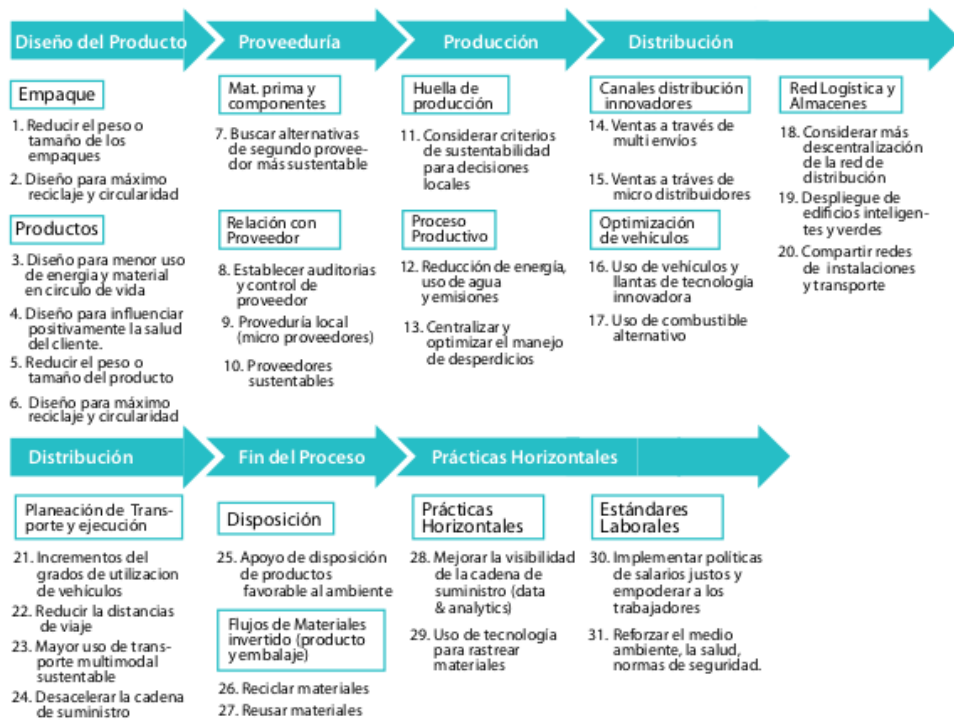 Diseño del Producto
Proveeduría
Producción
Distribución
Empaque
1. Reducir el peso o
tamaño de los
empaques
2. Diseño para máximo
reciclaje y circularidad
Productos
3. Diseño para menor uso
de energia y material
en circulo de vida
4. Diseño para influenciar
positivamente la salud
del cliente.
5. Reducir el peso o
tamaño del producto
6. Diseño para máximo
reciclaje y circularidad
Mat. prima y
componentes
7. Buscar alternativas
de segundo provee-
dor más sustentable
Relación con
Proveedor
8. Establecer auditorias
y control de
proveedor
9. Proveduría local
(micro proveedores)
10. Proveedores
sustentables
Huella de
producción
11. Considerar criterios
de sustentabilidad
para decisiones
locales
Proceso
Productivo
12. Reducción de energía,
uso de agua
y emisiones
13. Centralizar y
optimizar el manejo
de desperdicios
Canales distribución
innovadores
14. Ventas a través de
multi envíos
15. Ventas a tráves de
micro distribuidores
Optimización
de vehículos
16. Uso de vehículos y
llantas de tecnología
innovadora
17. Uso de combustible
alternativo
Red Logística y
Almacenes
18. Considerar más
descentralización
de la red de
distribución
19. Despliegue de
edificios inteligen-
tes y verdes
20. Compartir redes
de instalaciones
y transporte
Distribución
Fin del Proceso
Prácticas Horizontales
Planeación de Trans-
porte y ejecución
21. Incrementos del
grados de utilizacion
de vehículos
22. Reducir la distancias
de viaje
23. Mayor uso de trans-
porte multimodal
sustentable
24. Desacelerar la cadena
de suministro
Disposición
25. Apoyo de disposición
de productos
favorable al ambiente
Flujos de Materiales
invertido (producto
y embalaje)
26. Reciclar materiales
27. Reusar materiales
Prácticas
Horizontales
28. Mejorar la visibilidad
de la cadena de
suministro (data
& analytics)
29. Uso de tecnología
para rastrear
materiales
Estándares
Laborales
30. Implementar políticas
de salarios justos y
empoderar a los
trabajadores
31. Reforzar el medio
ambiente, la salud,
normas de seguridad.